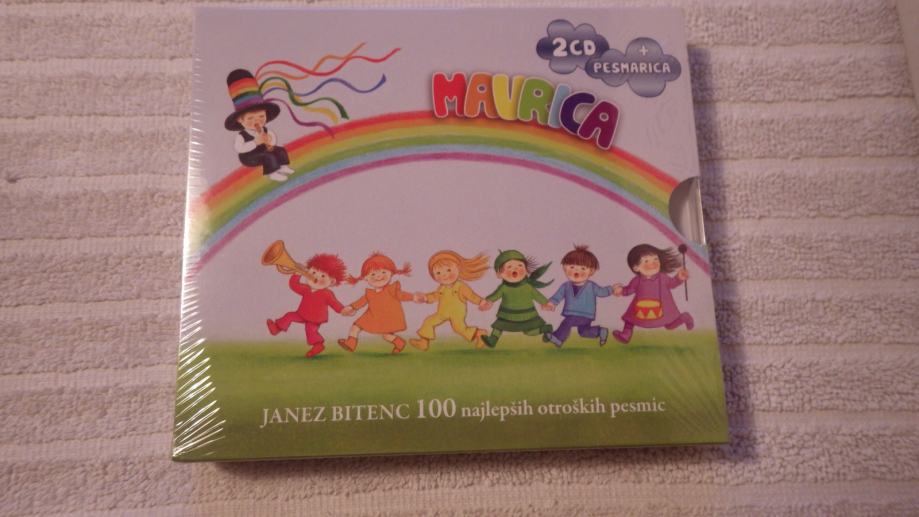 2CD
+
PESMARICA
MAVRICA
JANEZ BITENC 100 najlepših otroških pesmic